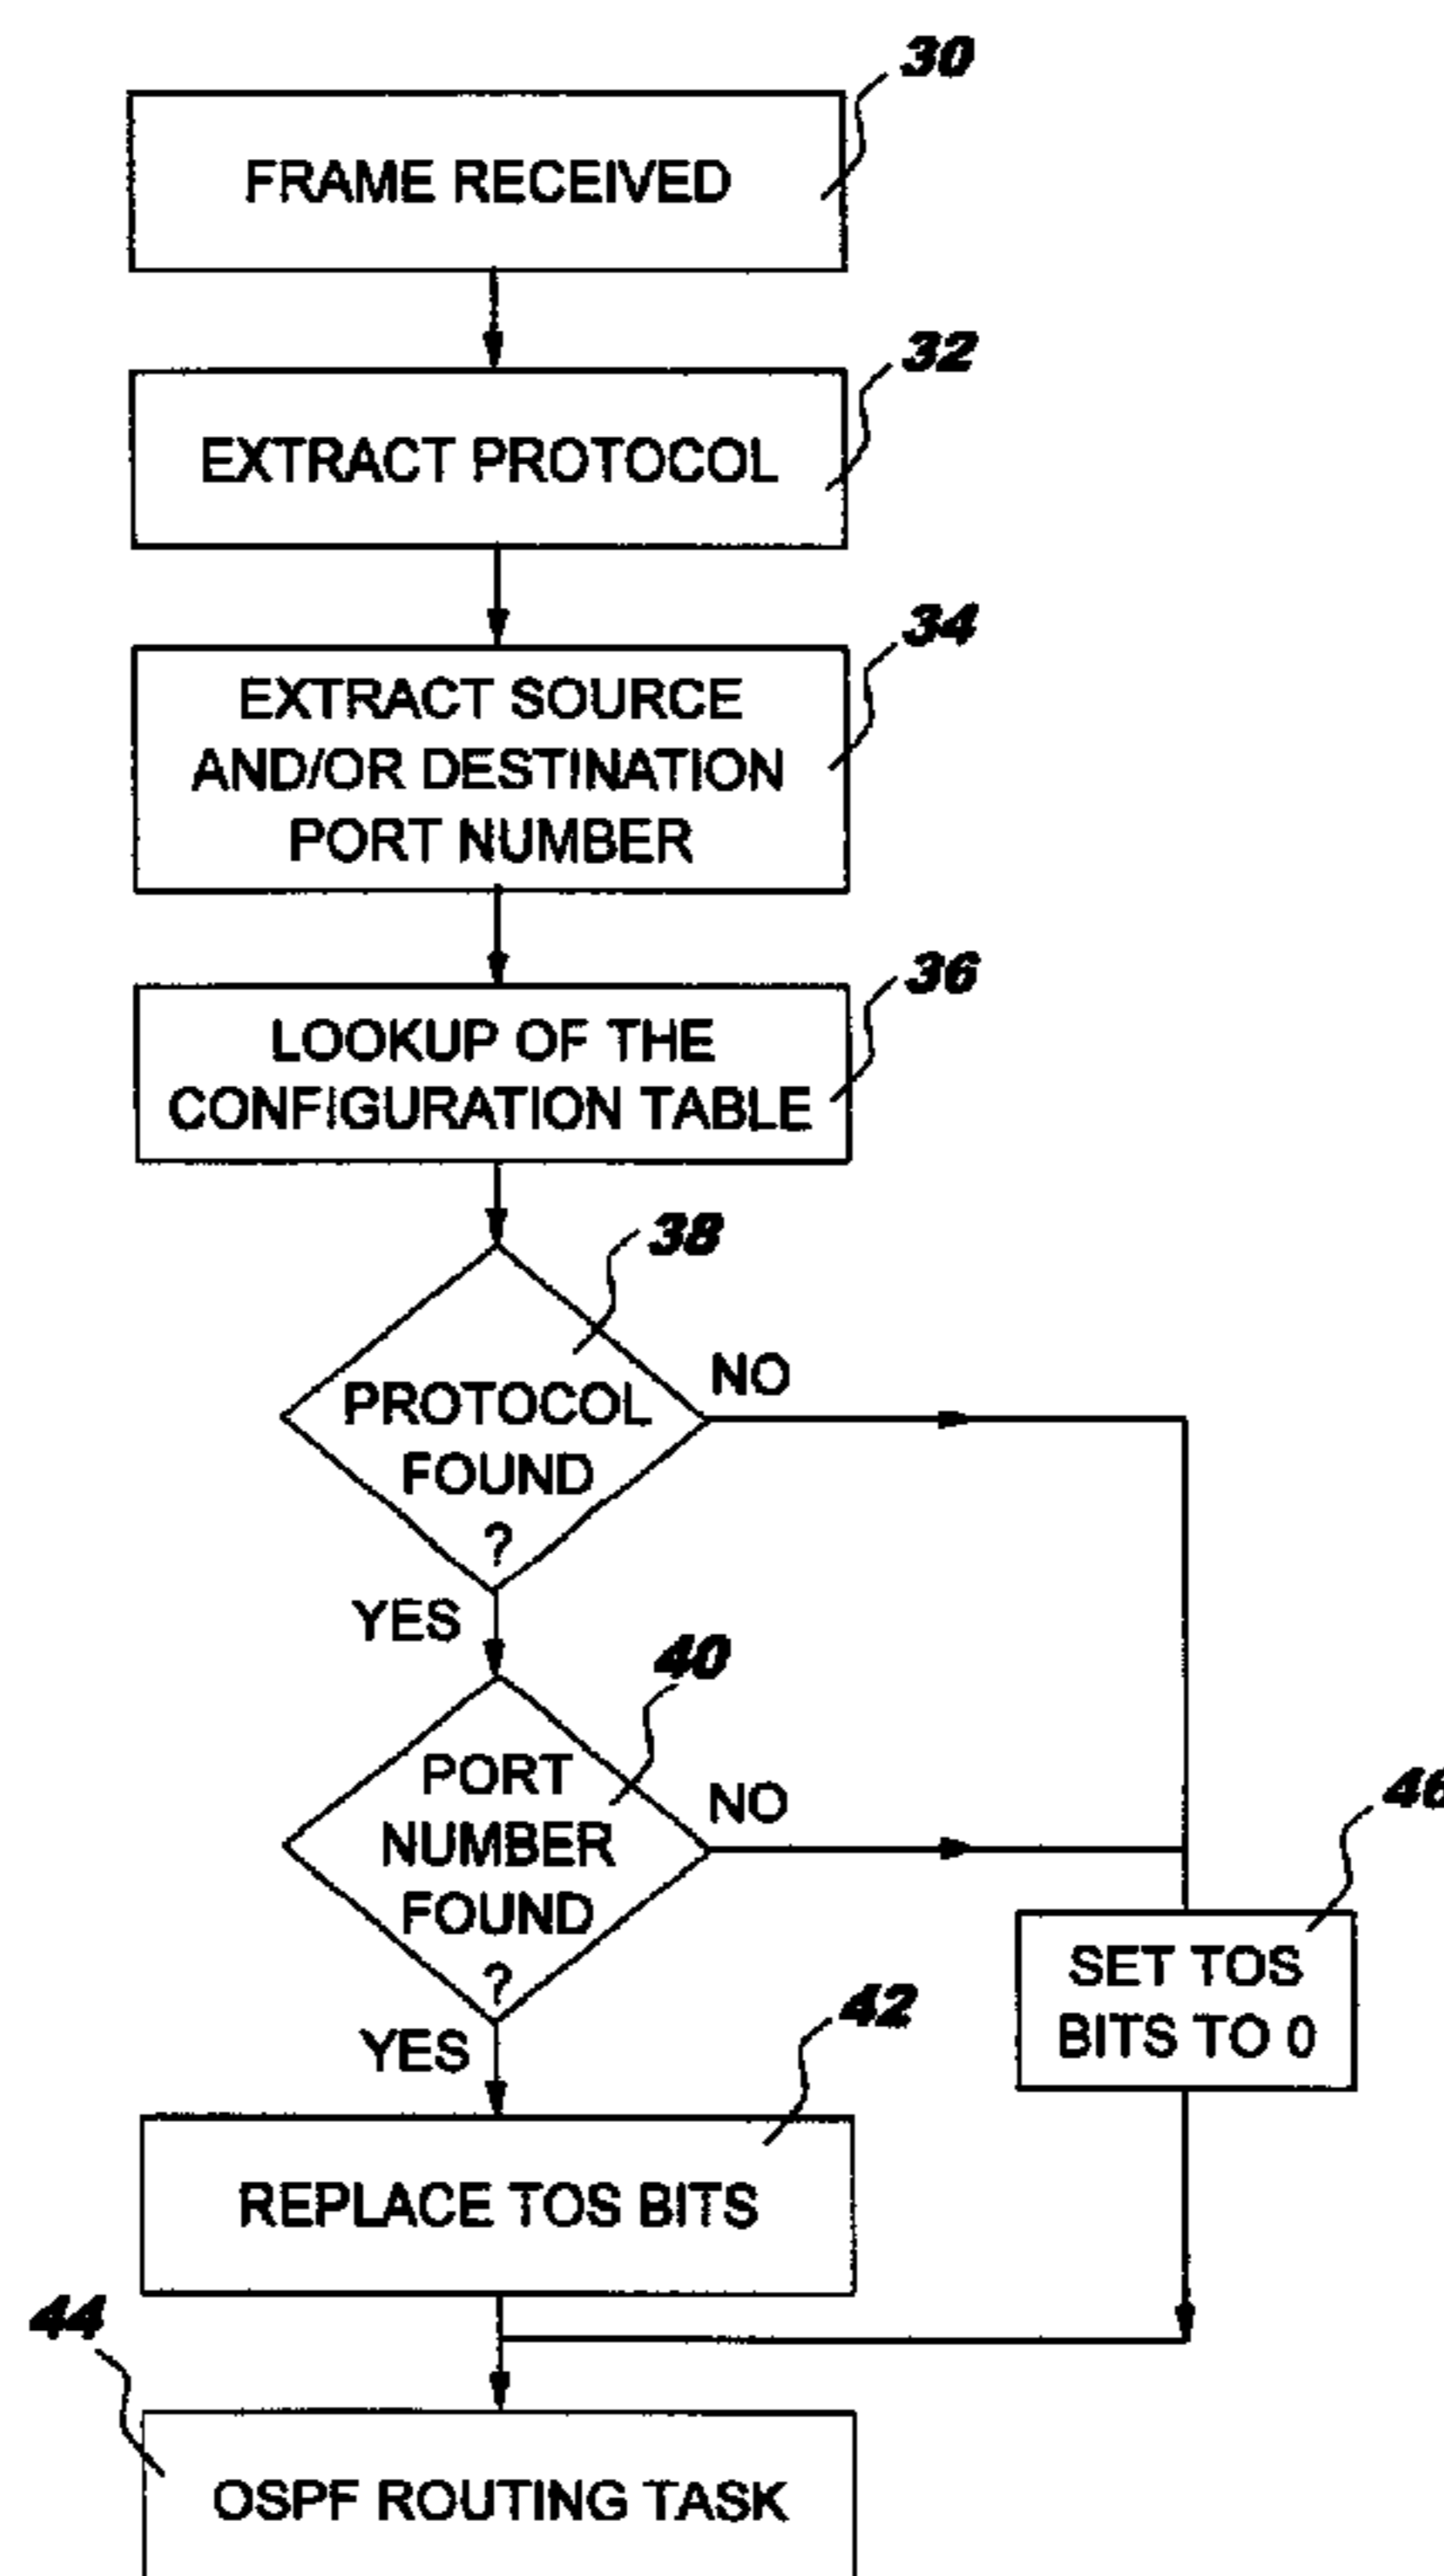 30
FRAME RECEIVED
32
EXTRACT PROTOCOL
34
EXTRACT SOURCE
AND/OR DESTINATION
PORT NUMBER
36
LOOKUP OF THE
CONFIGURATION TABLE
38
PROTOCOL
FOUND
?
NO
YES
40
PORT
NUMBER
FOUND
?
NO
46
SET TOS
BITS TO 0
YES
42
REPLACE TOS BITS
44
OSPF ROUTING TASK